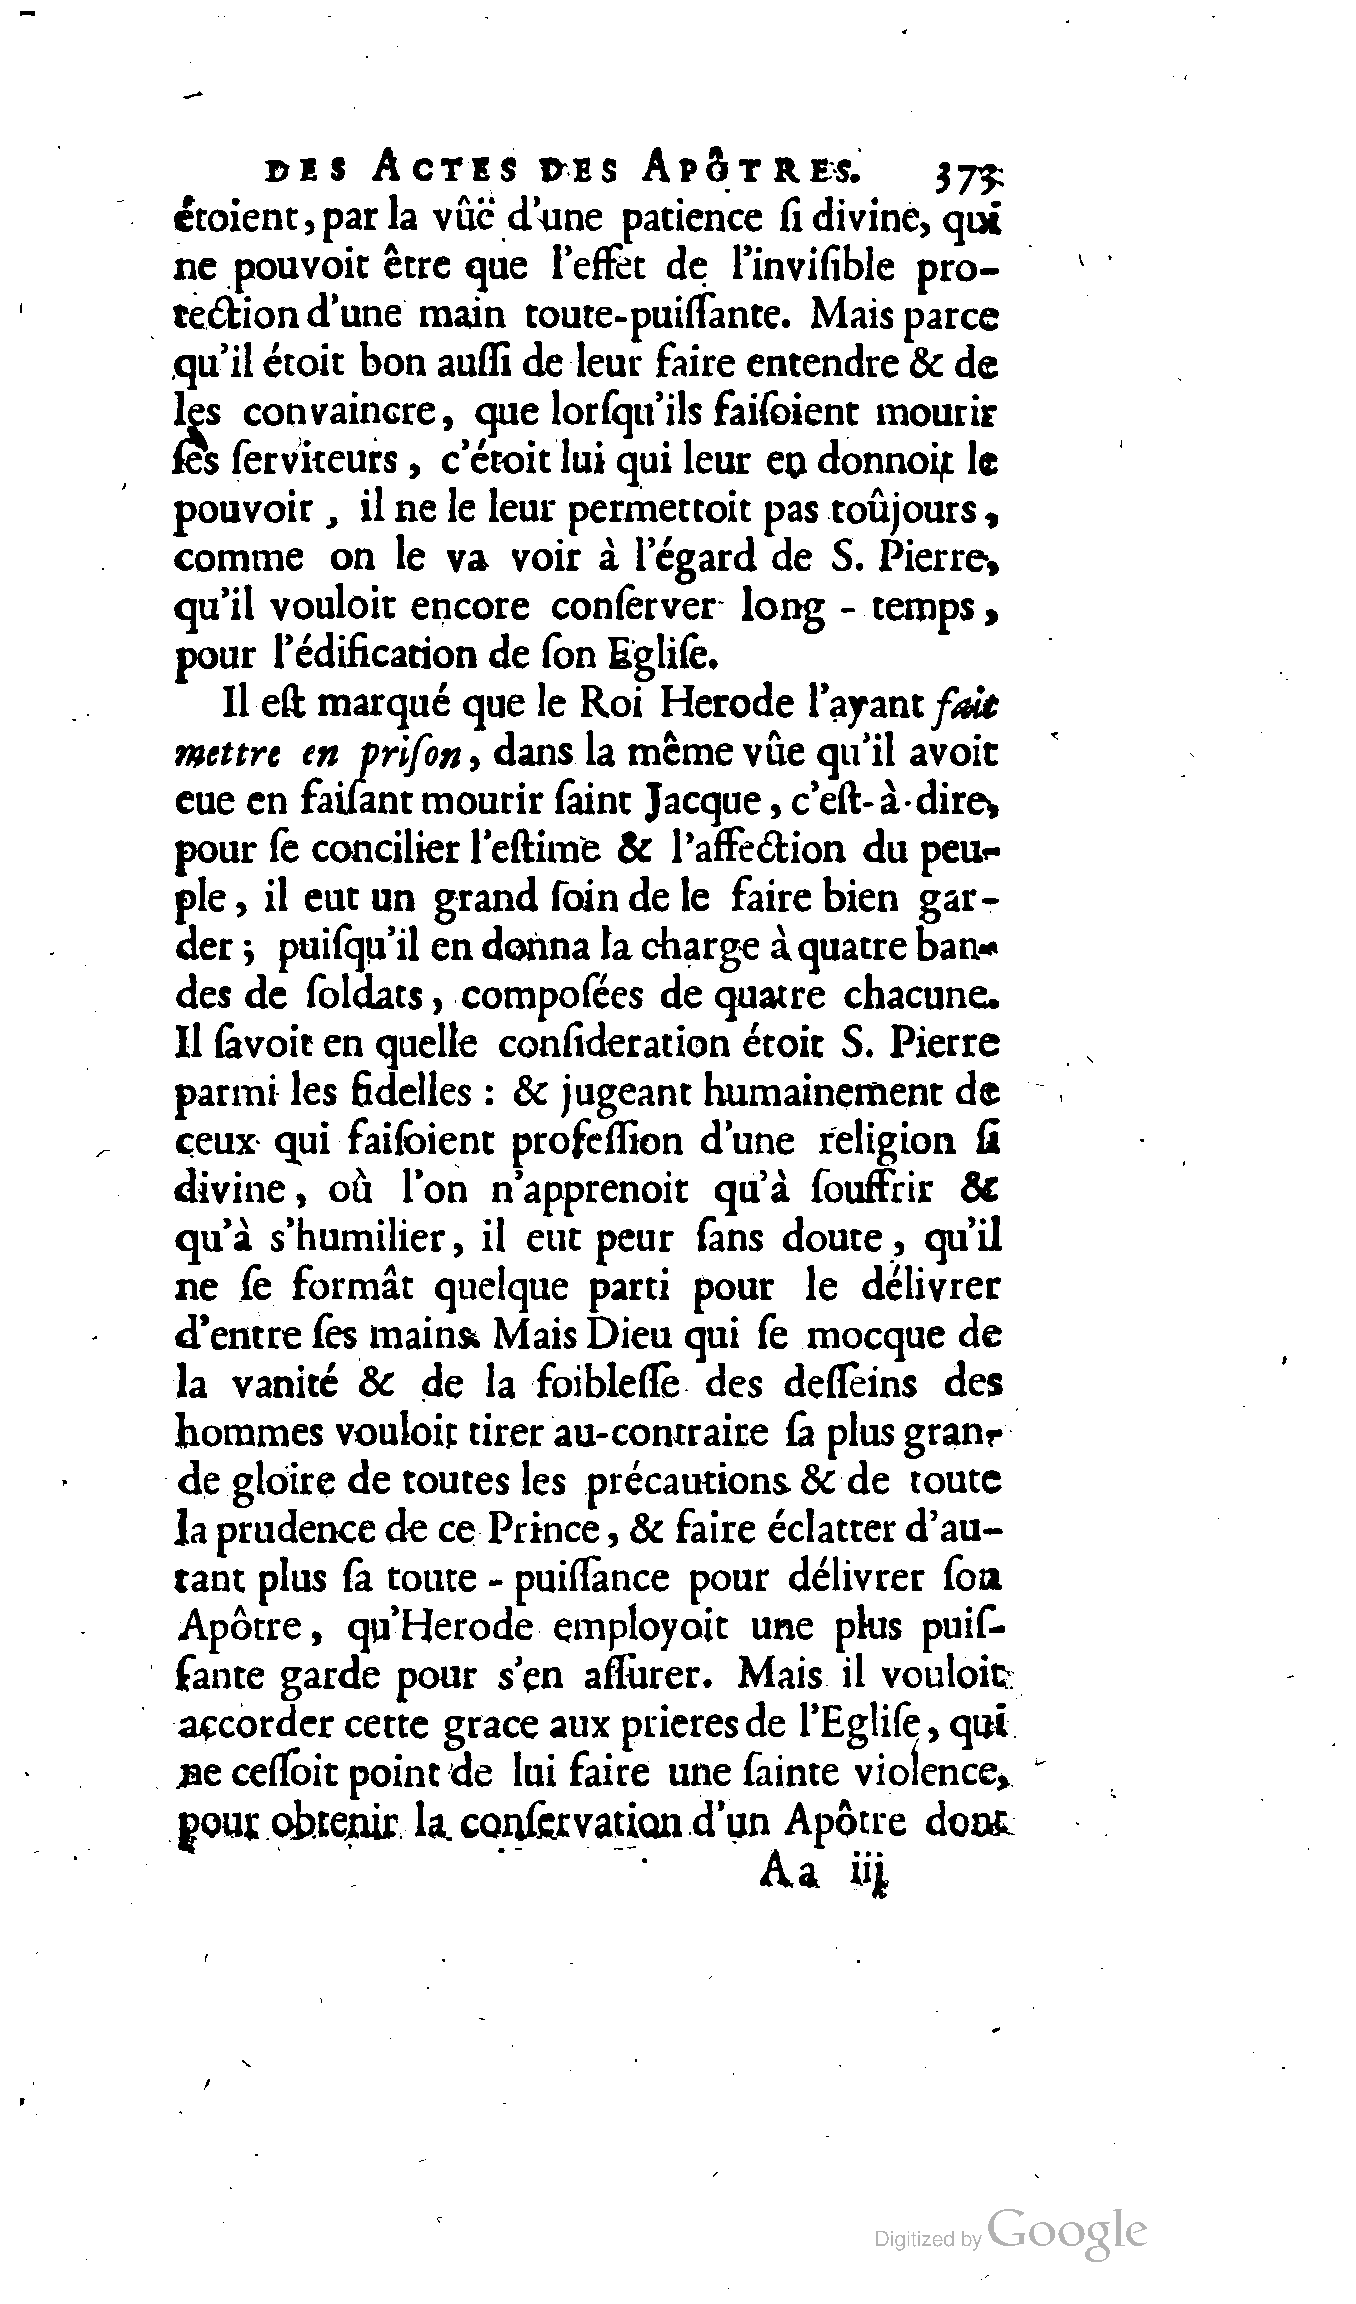 DES ACTES DES APÔTRES. 373
étoient, par la vûë d'une patience ſi divine, qui
ne pouvoit être que l'effet de l'inviſible pro-
tection d'une main toute-puiſſante. Mais parce
qu'il étoit bon auſſi de leur faire entendre & de
les convaincre, que lorſqu'ils faiſoient mourir
ſes ſerviteurs, c'étoit lui qui leur en donnoit le
pouvoir, il ne le leur permettoit pas toûjours,
comme on le va voir à l'égard de S. Pierre,
qu'il vouloit encore conſerver long-temps,
pour l'édification de ſon Egliſe.
Il eſt marqué que le Roi Herode l'ayant fait
mettre en priſon, dans la même vûe qu'il avoit
eue en faiſant mourir ſaint Jacque, c'eſt-à-dire,
pour ſe concilier l'eſtime & l'affection du peu-
ple, il eut un grand ſoin de le faire bien gar-
der; puiſqu'il en donna la charge à quatre ban-
des de ſoldats, compoſées de quatre chacune.
Il ſavoit en quelle conſideration étoit S. Pierre
parmi les fidelles : & jugeant humainement de
ceux qui faiſoient profeſſion d'une religion ſi
divine, où l'on n'apprenoit qu'à ſouffrir &
qu'à s'humilier, il eut peur ſans doute, qu'il
ne ſe formât quelque parti pour le délivrer
d'entre ſes mains. Mais Dieu qui ſe mocque de
la vanité & de la foibleſſe des deſſeins des
hommes vouloit tirer au-contraire ſa plus gran-
de gloire de toutes les précautions & de toute
la prudence de ce Prince, & faire éclatter d'au-
tant plus ſa toute-puiſſance pour délivrer ſon
Apôtre, qu'Herode employoit une plus puiſ-
ſante garde pour s'en aſſurer. Mais il vouloit
accorder cette grace aux prieres de l'Egliſe, qui
ne ceſſoit point de lui faire une ſainte violence,
pour obtenir la conſervation d'un Apôtre dont
Aa iij
Digitized by Google